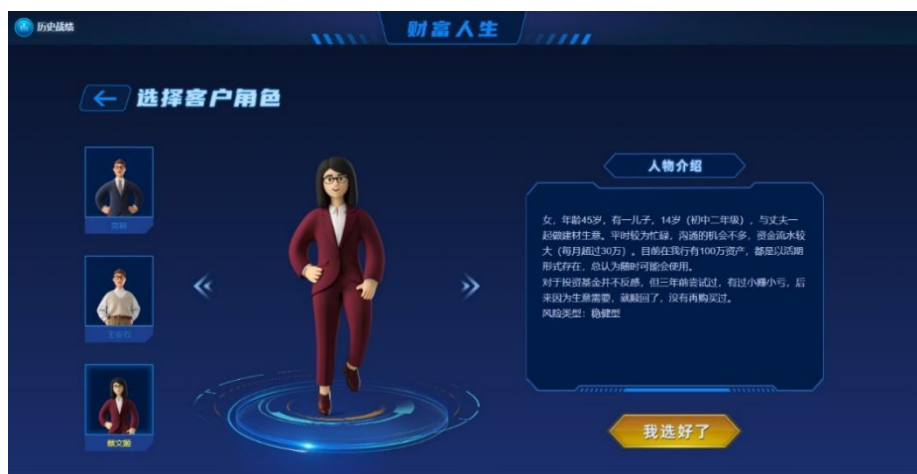 历史战绩
财富人生
选择客户角色
人物介绍
女，年龄45岁，有一儿子，14岁（初中二年级），与丈夫一
起做建材生意。平时较为忙碌，沟通的机会不多，资金流水较
大（每月超过30万）。目前在我行有100万资产，都是以活期
形式存在，总认为随时可能会使用。
对于投资基金并不反感，但三年前尝试过，有过小赚小亏，后
来因为生意需要，就赎回了，没有再购买过。
风险类型：稳健型
王安石
蔡文姬
我选好了